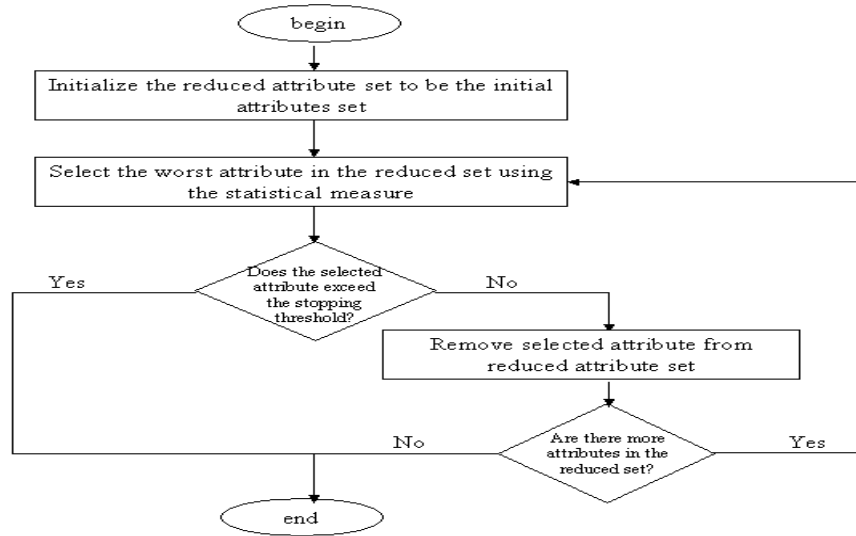 begin
Initialize the reduced attribute set to be the initial
attributes set
Select the worst attribute in the reduced set using
the statistical measure
Does the selected
attribute exceed
the stopping
threshold?
Yes
No
Remove selected attribute from
reduced attribute set
Are there more
attributes in the
reduced set?
No
Yes
end